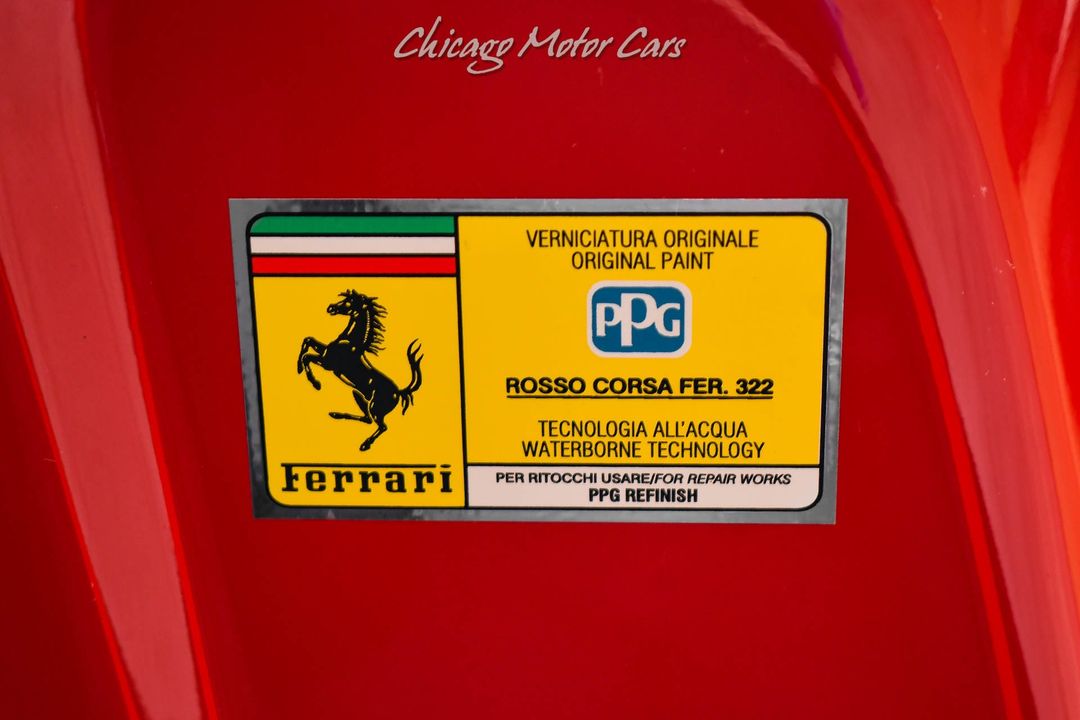 Chicago Motor Cars
VERNICIATURA ORIGINALE
ORIGINAL PAINT
PPG
ROSSO CORSA FER. 322
TECNOLOGIA ALL'ACQUA
WATERBORNE TECHNOLOGY
Ferrari
PER RITOCCHI USARE/FOR REPAIR WORKS
PPG REFINISH